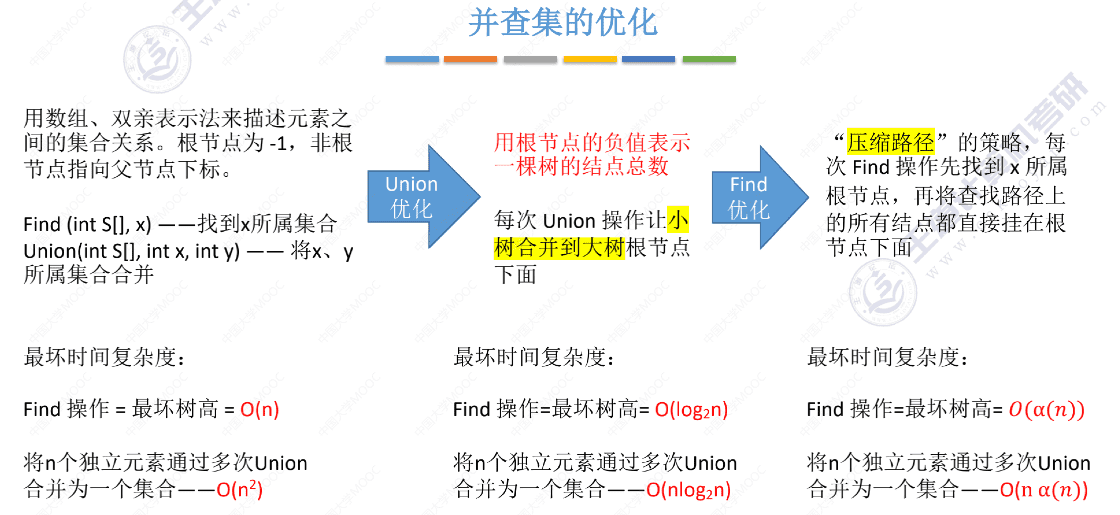 并查集的优化
用数组、双亲表示法来描述元素之
间的集合关系。根节点为 -1，非根
节点指向父节点下标。
Find (int S[], x) ——找到x所属集合
Union(int S[], int x, int y) —— 将x、y
所属集合合并
Union
优化
用根节点的负值表示
一棵树的结点总数
每次 Union 操作让小
树合并到大树根节点
下面
Find
优化
“压缩路径”的策略，每
次 Find 操作先找到 x 所属
根节点，再将查找路径上
的所有结点都直接挂在根
节点下面
最坏时间复杂度：
Find 操作 = 最坏树高 = O(n)
将n个独立元素通过多次Union
合并为一个集合——O(n²)
最坏时间复杂度：
Find 操作=最坏树高= O(log₂n)
将n个独立元素通过多次Union
合并为一个集合——O(nlog₂n)
最坏时间复杂度：
Find 操作=最坏树高= O(α(n))
将n个独立元素通过多次Union
合并为一个集合——O(n α(n))